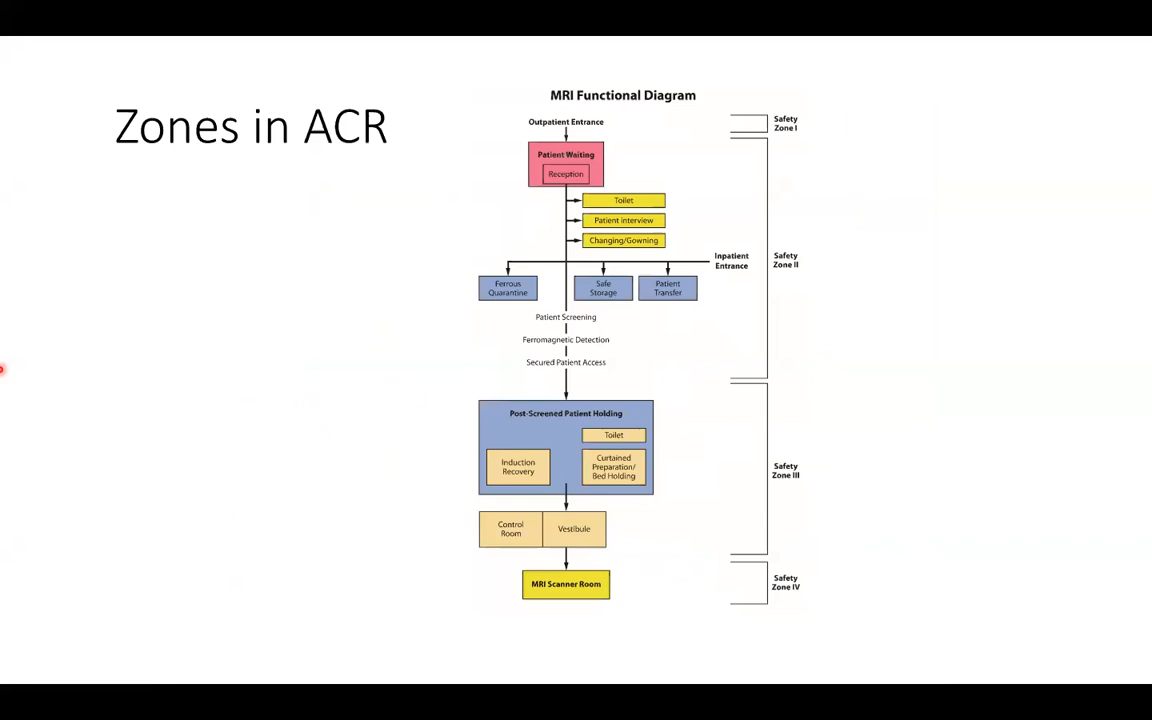 MRI Functional Diagram
Zones in ACR
Outpatient Entrance
Safety
Zone I
Patient Waiting
Reception
Toilet
Patient interview
Changing/Gowning
Inpatient
Entrance
Safety
Zone II
Ferrous
Quarantine
Safe
Storage
Patient
Transfer
Patient Screening
Ferromagnetic Detection
Secured Patient Access
Post-Screened Patient Holding
Toilet
Induction
Recovery
Curtained
Preparation/
Bed Holding
Safety
Zone III
Control
Room
Vestibule
MRI Scanner Room
Safety
Zone IV